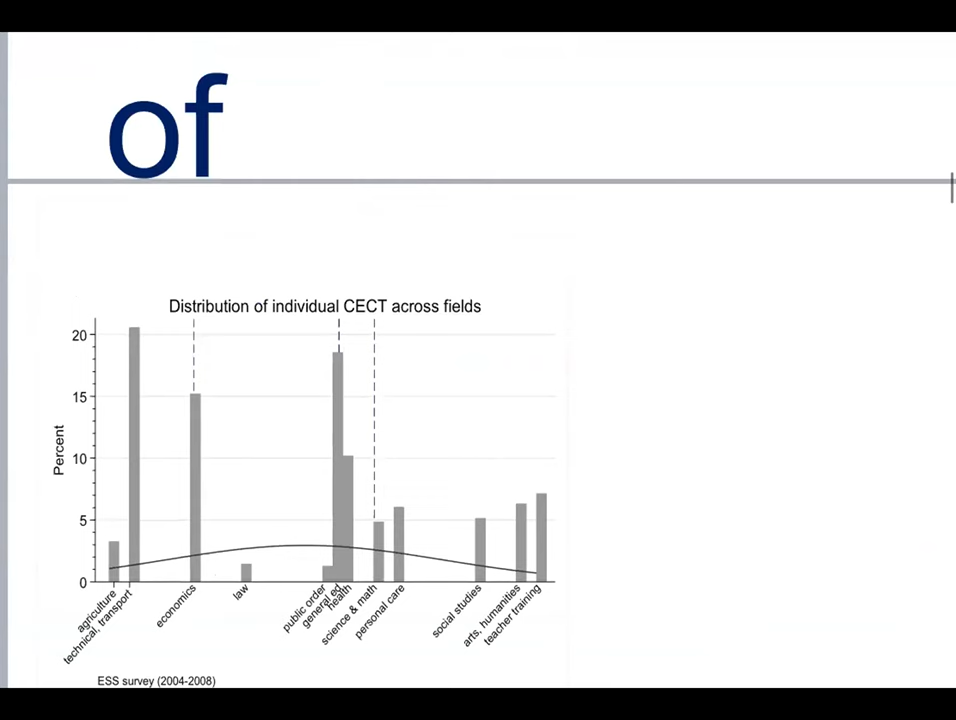 of
Distribution of individual CECT across fields
20
15
10
5
0
Percent
agriculture
technical, transport
economics
law
public order
general ed
health
science & math
personal care
social studies
arts, humanities
teacher training
ESS survey (2004-2008)